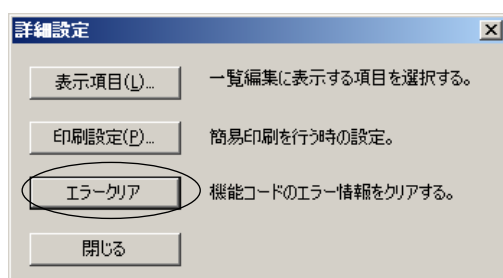 詳細設定
表示項目(L)... 一覧編集に表示する項目を選択する。
印刷設定(P)... 簡易印刷を行う時の設定。
エラークリア 機能コードのエラー情報をクリアする。
閉じる